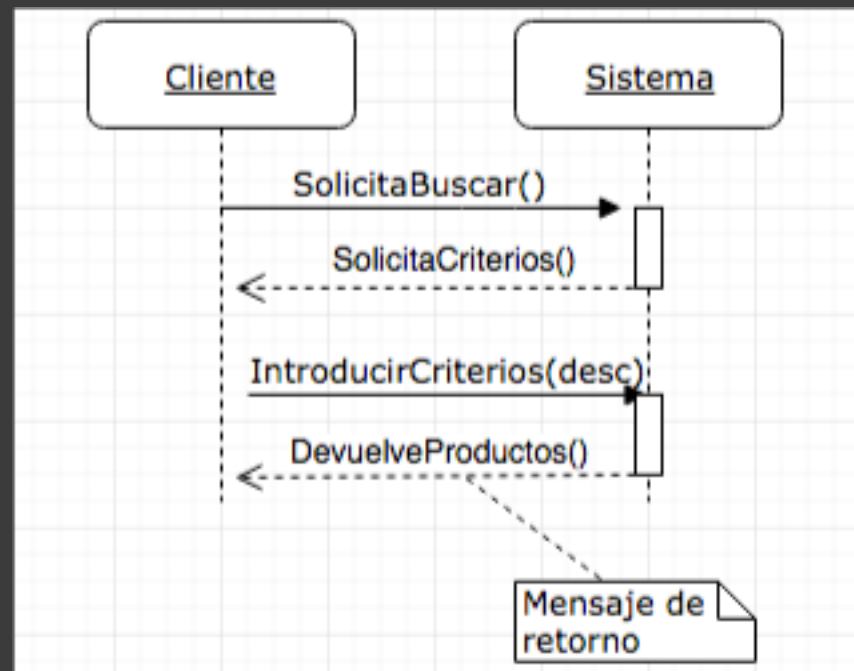 Cliente
Sistema
SolicitaBuscar()
SolicitaCriterios()
IntroducirCriterios(desc)
DevuelveProductos()
Mensaje de
retorno